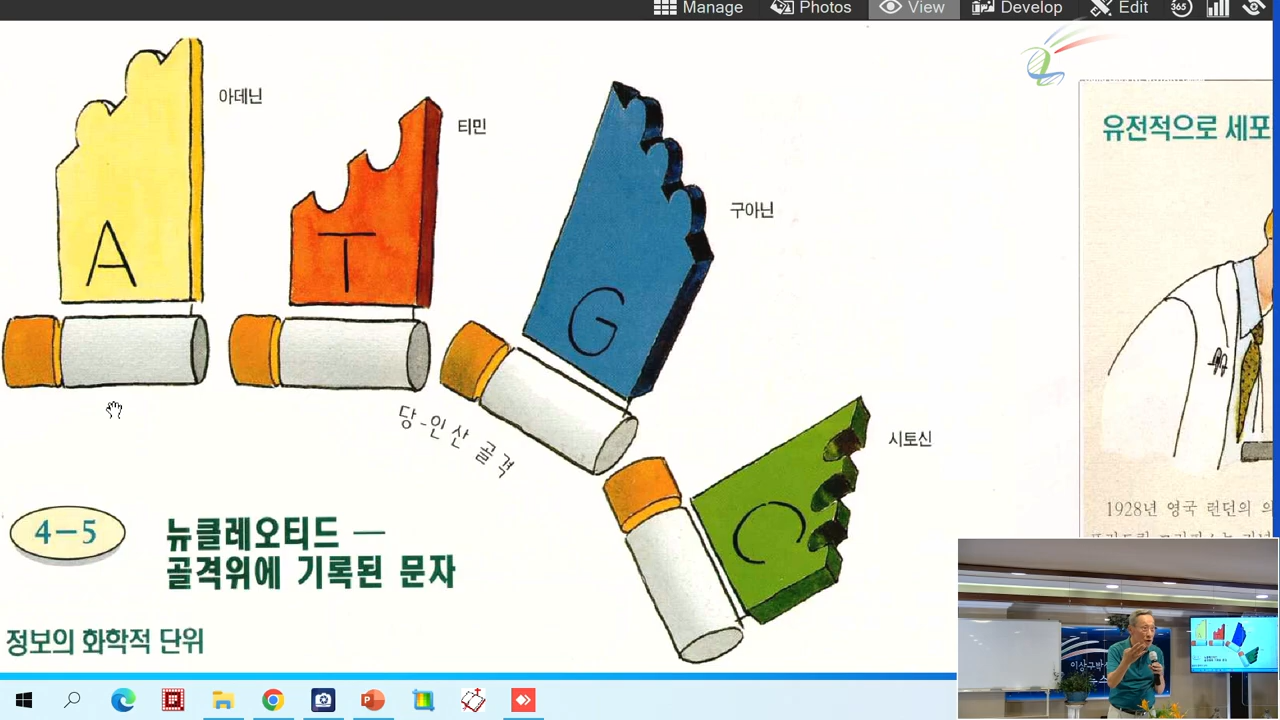 Manage
Photos
View
Develop
Edit
365
아데닌
티민
구아닌
시토신
A
T
G
C
당-인산 골격
4-5
뉴클레오티드 —
골격위에 기록된 문자
정보의 화학적 단위
유전적으로 세포
1928년 영국 런던의 의